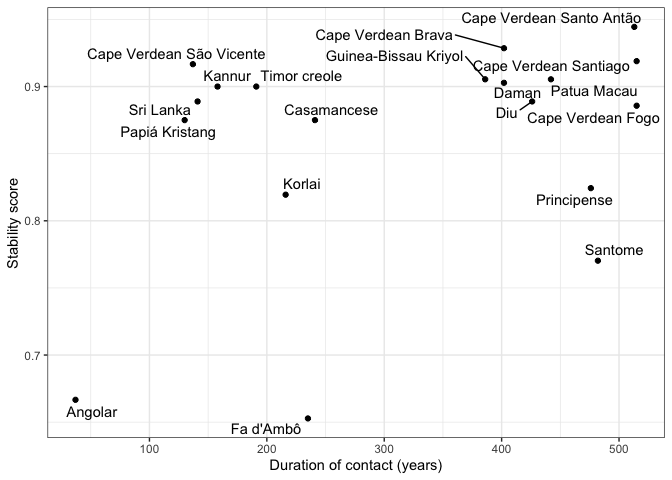 Cape Verdean Santo Antão
Cape Verdean Brava
Guinea-Bissau Kriyol
Cape Verdean São Vicente
Cape Verdean Santiago
Kannur
Timor creole
Patua Macau
Daman
Sri Lanka
Casamancese
Diu
Cape Verdean Fogo
Papiá Kristang
Korlai
Principense
Santome
Angolar
Fa d'Ambô
0.9
0.8
0.7
Stability score
100
200
300
400
500
Duration of contact (years)